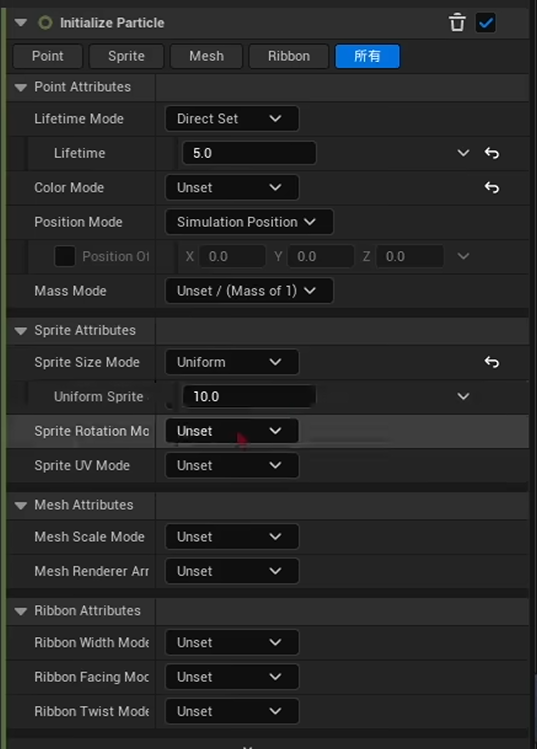 Initialize Particle
Point Sprite Mesh Ribbon 所有
Point Attributes
Lifetime Mode Direct Set
Lifetime 5.0
Color Mode Unset
Position Mode Simulation Position
Position Of X 0.0 Y 0.0 Z 0.0
Mass Mode Unset / (Mass of 1)
Sprite Attributes
Sprite Size Mode Uniform
Uniform Sprite 10.0
Sprite Rotation Mo Unset
Sprite UV Mode Unset
Mesh Attributes
Mesh Scale Mode Unset
Mesh Renderer Arr Unset
Ribbon Attributes
Ribbon Width Mode Unset
Ribbon Facing Moc Unset
Ribbon Twist Mode Unset